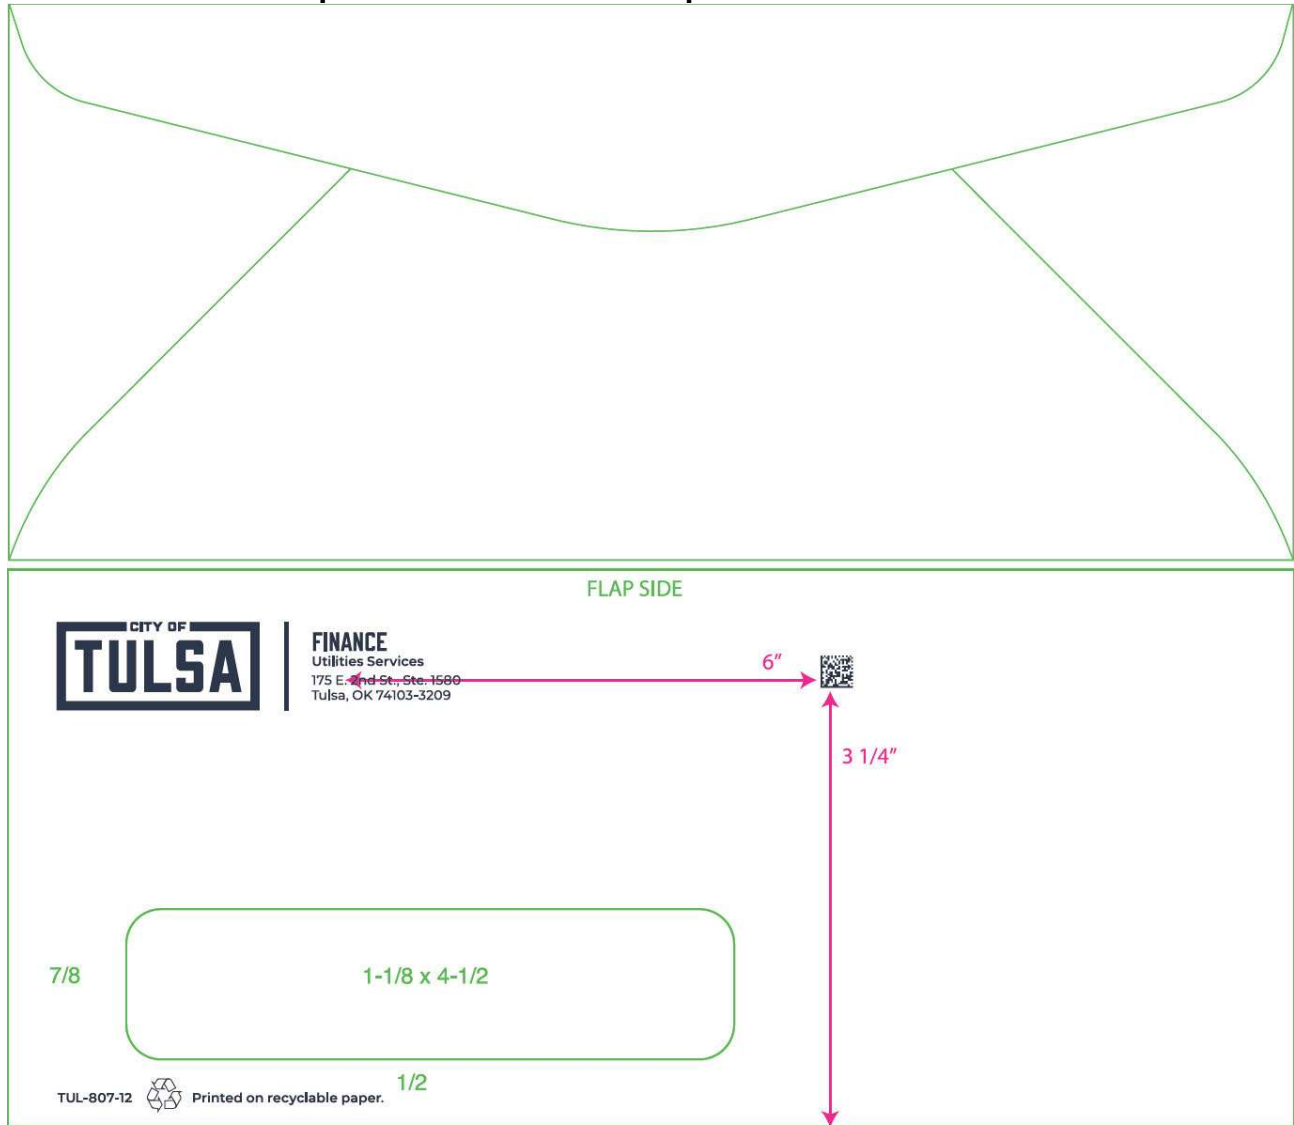 FLAP SIDE
CITY OF
TULSA
FINANCE
Utilities Services
175 E. 2nd St., Ste. 1580
Tulsa, OK 74103-3209
6"
3 1/4"
7/8
1-1/8 x 4-1/2
1/2
TUL-807-12
Printed on recyclable paper.